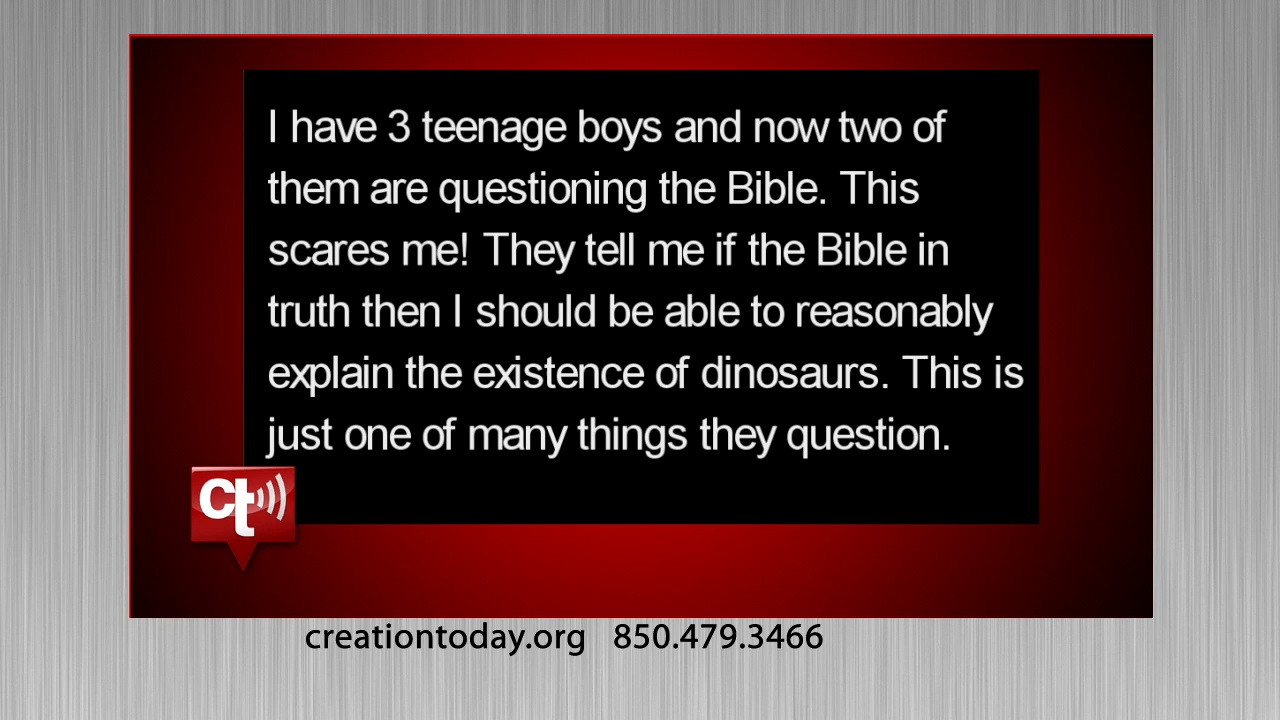 I have 3 teenage boys and now two of
them are questioning the Bible. This
scares me! They tell me if the Bible in
truth then I should be able to reasonably
explain the existence of dinosaurs. This is
just one of many things they question.
ct
creationtoday.org 850.479.3466